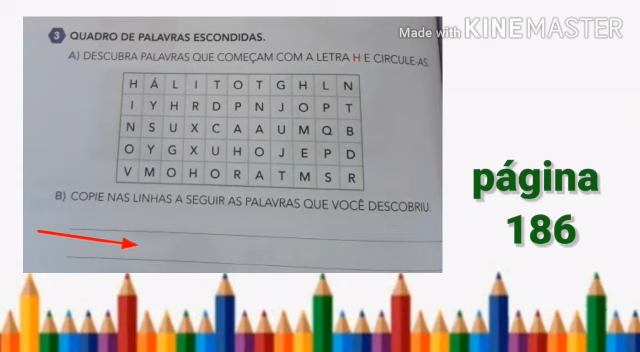 3 QUADRO DE PALAVRAS ESCONDIDAS.
Made with KINEMASTER
A) DESCUBRA PALAVRAS QUE COMEÇAM COM A LETRA H E CIRCULE-AS.
H Á L I T O T G H L N
I Y H R D P N J O P T
N S U X C A A U M Q B
O Y G X U H O J E P D
V M O H O R A T M S R
B) COPIE NAS LINHAS A SEGUIR AS PALAVRAS QUE VOCÊ DESCOBRIU.
página
186